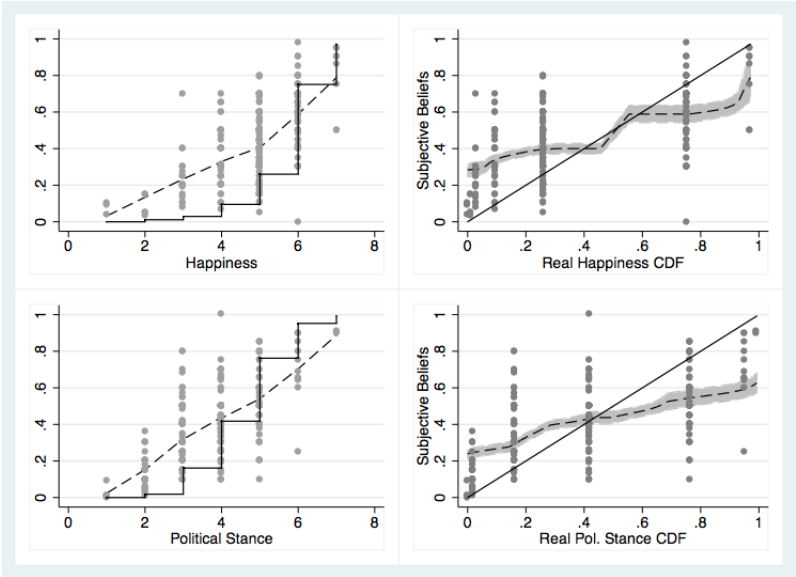 0 .2 .4 .6 .8 1
0 2 4 6 8
Happiness
Subjective Beliefs
0 .2 .4 .6 .8 1
0 .2 .4 .6 .8 1
Real Happiness CDF
0 .2 .4 .6 .8 1
0 2 4 6 8
Political Stance
Subjective Beliefs
0 .2 .4 .6 .8 1
0 .2 .4 .6 .8 1
Real Pol. Stance CDF